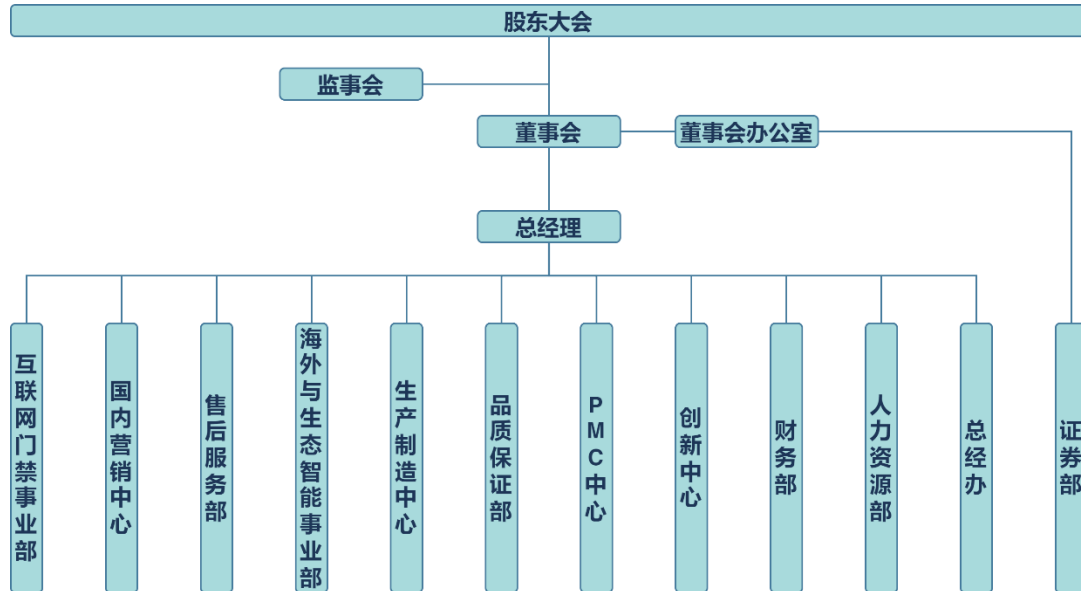 股东大会
监事会
董事会
董事会办公室
总经理
互联网门禁事业部
国内营销中心
售后服务部
海外与生态智能事业部
生产制造中心
品质保证部
PMC中心
创新中心
财务部
人力资源部
总经办
证券部